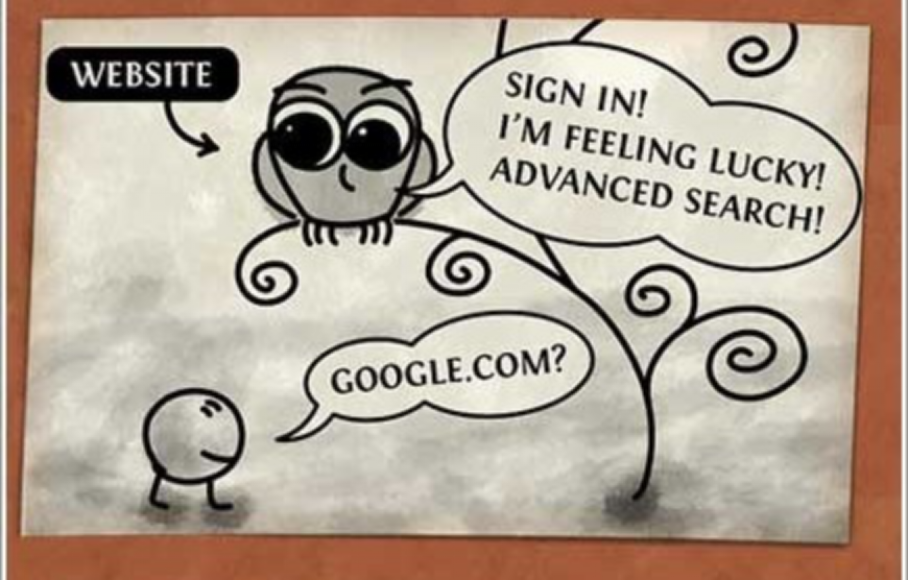 WEBSITE
SIGN IN!
I'M FEELING LUCKY!
ADVANCED SEARCH!
GOOGLE.COM?